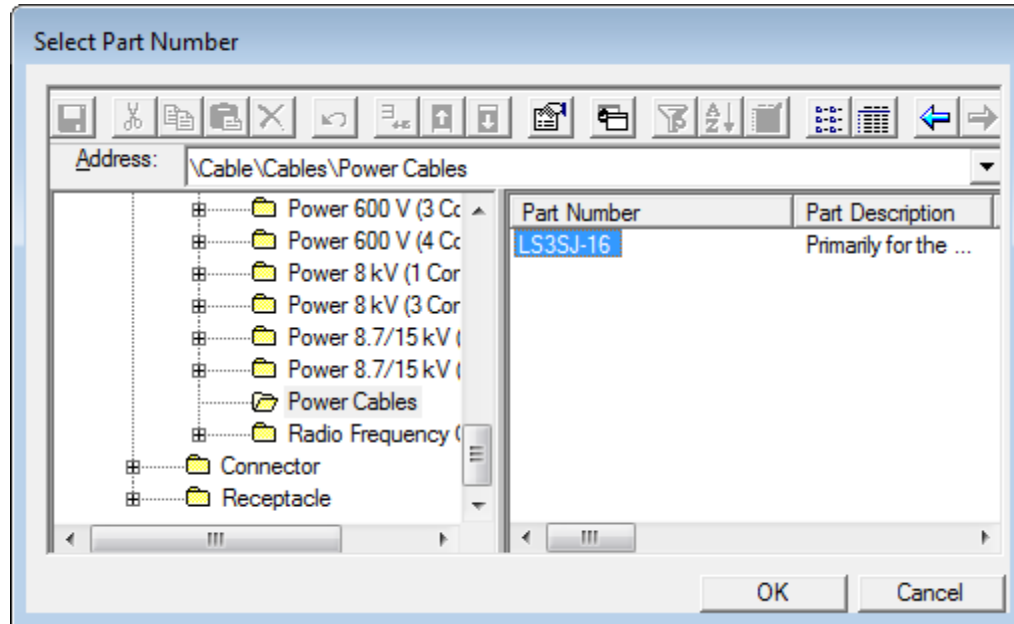 Select Part Number
Address: \Cable\Cables\Power Cables
Power 600 V (3 Cc
Power 600 V (4 Cc
Power 8 kV (1 Cor
Power 8 kV (3 Cor
Power 8.7/15 kV (
Power 8.7/15 kV (
Power Cables
Radio Frequency (
Connector
Receptacle
Part Number Part Description
LS3SJ-16 Primarily for the ...
OK Cancel